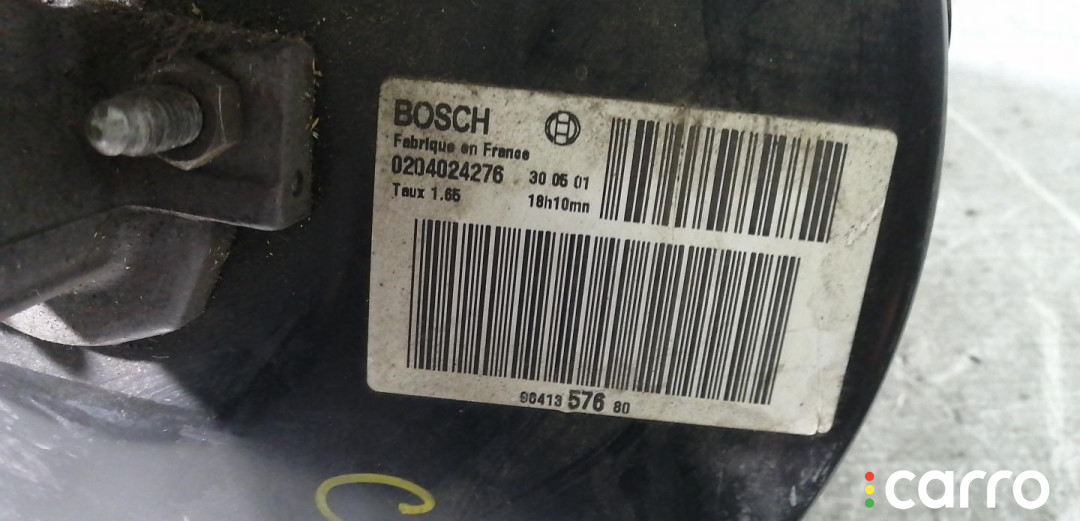 BOSCH
Fabrique en France
0204024276 30 05 01
Taux 1.65 18h10mn
96413 576 80
carro